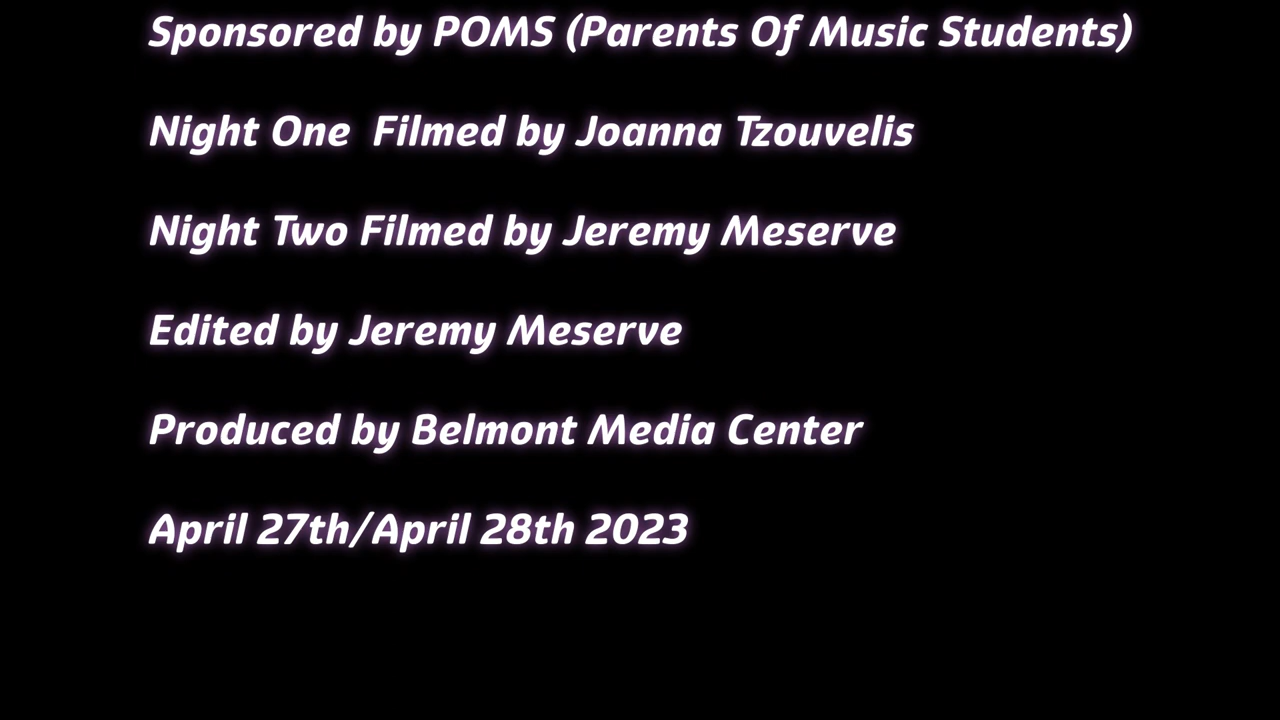 Sponsored by POMS (Parents Of Music Students)
Night One  Filmed by Joanna Tzouvelis
Night Two Filmed by Jeremy Meserve
Edited by Jeremy Meserve
Produced by Belmont Media Center
April 27th/April 28th 2023